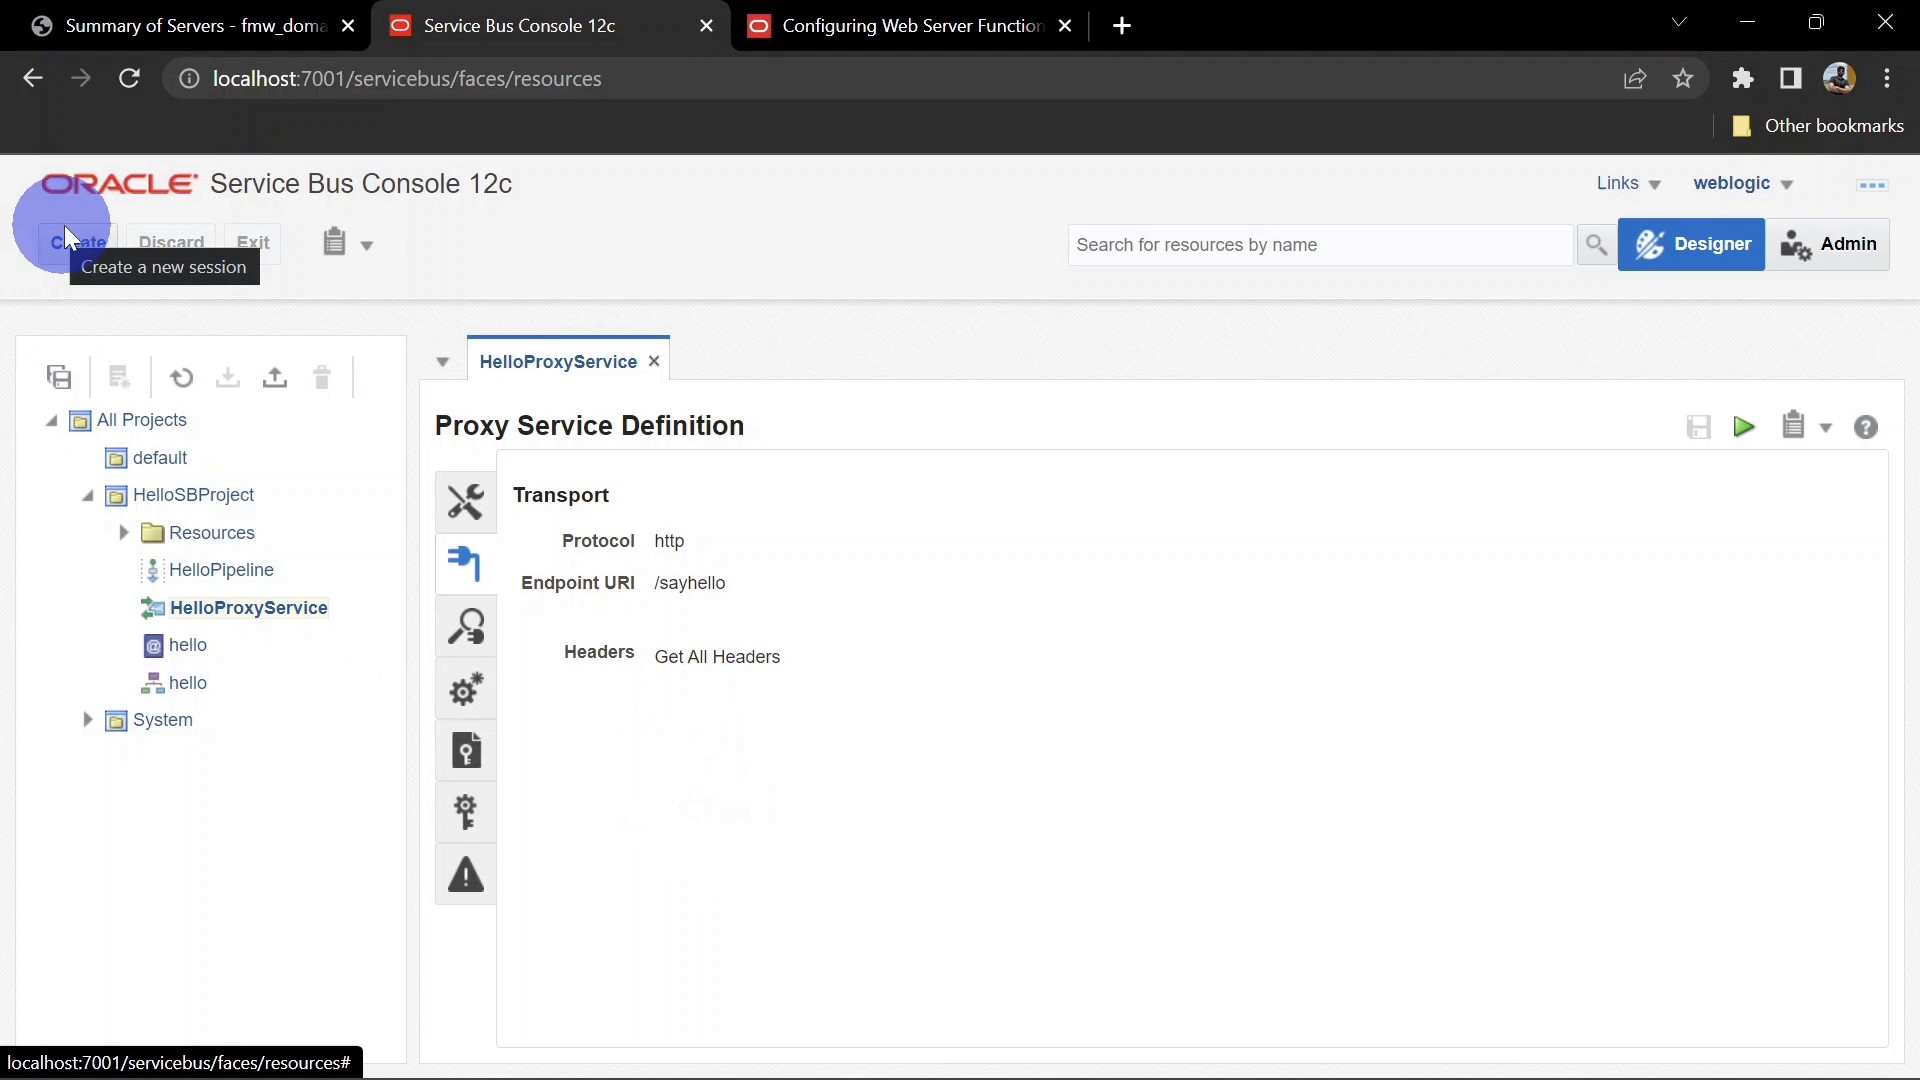 Summary of Servers - fmw_doma
Service Bus Console 12c
Configuring Web Server Function
localhost:7001/servicebus/faces/resources
Other bookmarks
ORACLE Service Bus Console 12c
Links
weblogic
Create
Discard
Exit
Create a new session
Search for resources by name
Designer
Admin
All Projects
default
HelloSBProject
Resources
HelloPipeline
HelloProxyService
hello
hello
System
HelloProxyService
Proxy Service Definition
Transport
Protocol http
Endpoint URI /sayhello
Headers Get All Headers
localhost:7001/servicebus/faces/resources#